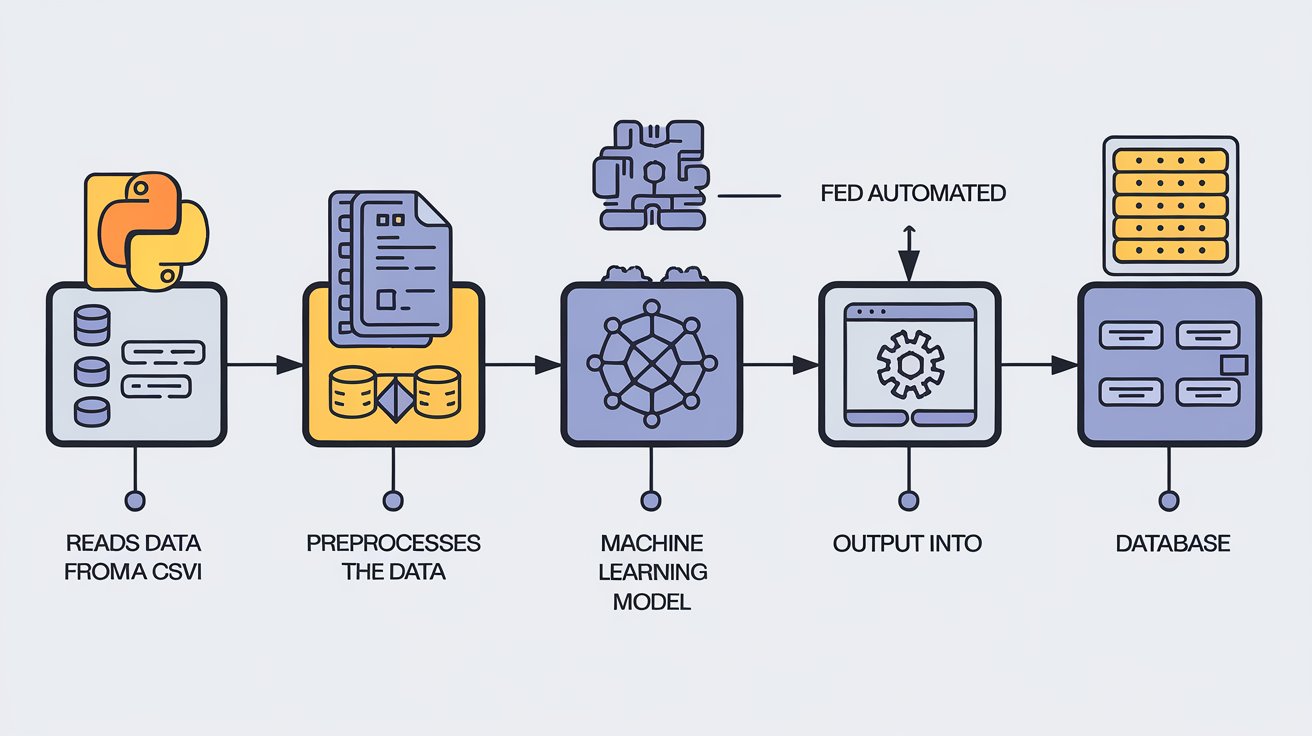 FED AUTOMATED
READS DATA
FROMA CSVI
PREPROCESSES
THE DATA
MACHINE
LEARNING
MODEL
OUTPUT INTO
DATABASE